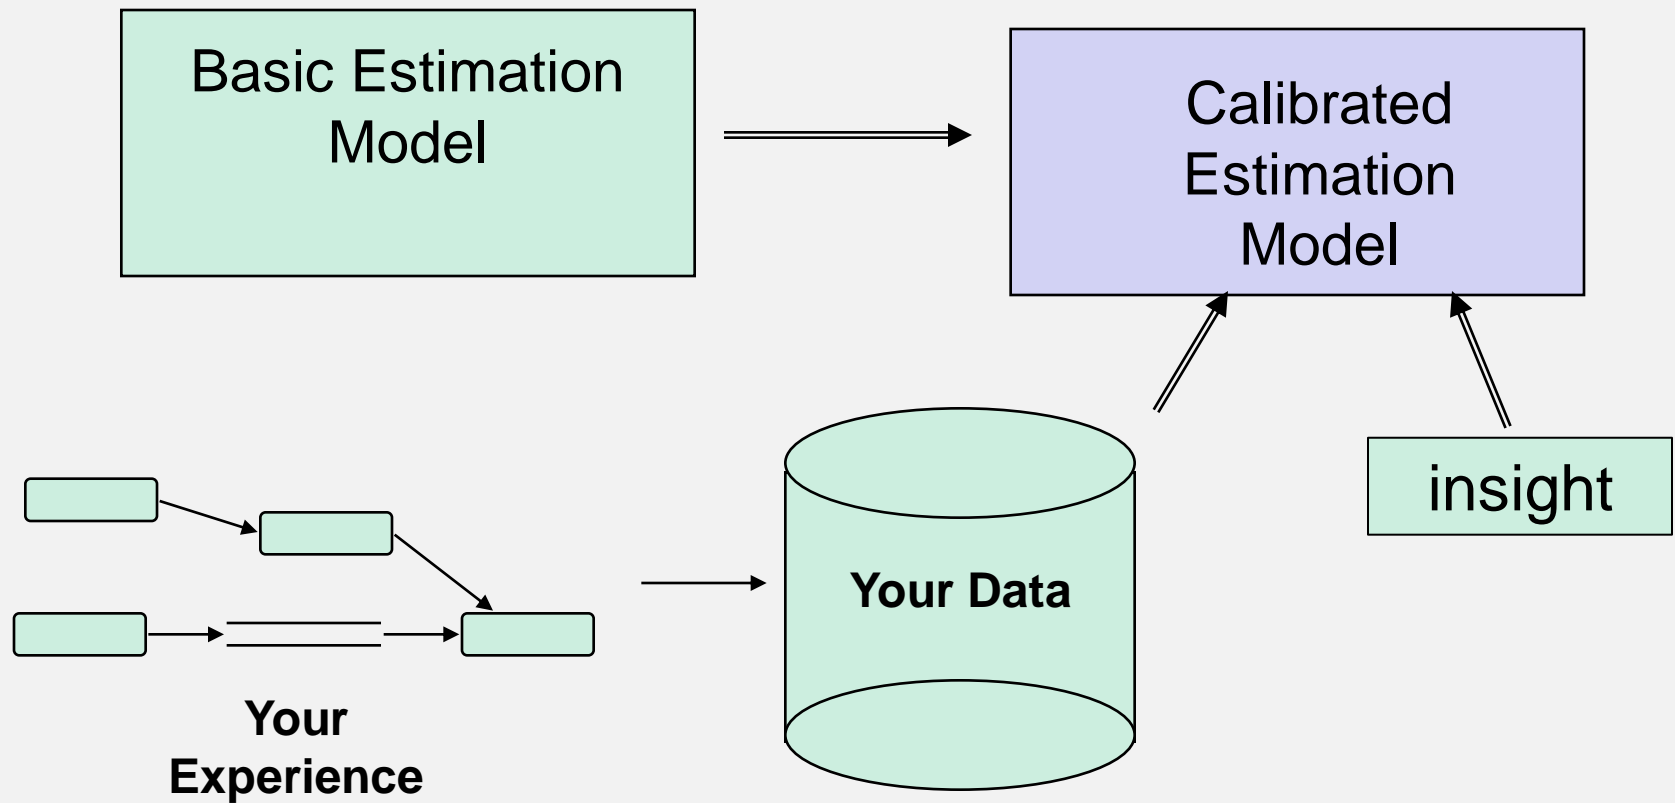 Basic Estimation
Model
Calibrated
Estimation
Model
insight
Your Data
Your
Experience